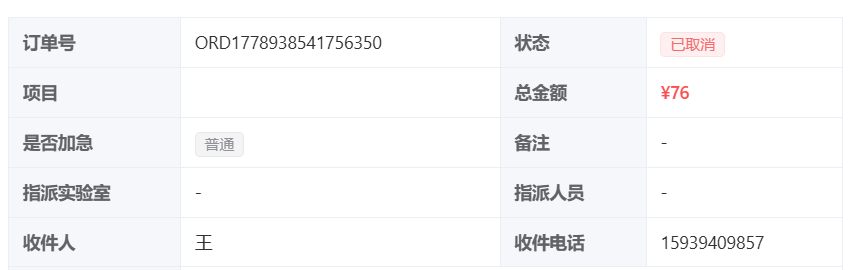 订单号 ORD1778938541756350 状态 已取消
项目 总金额 ¥76
是否加急 普通 备注 -
指派实验室 - 指派人员 -
收件人 王 收件电话 15939409857